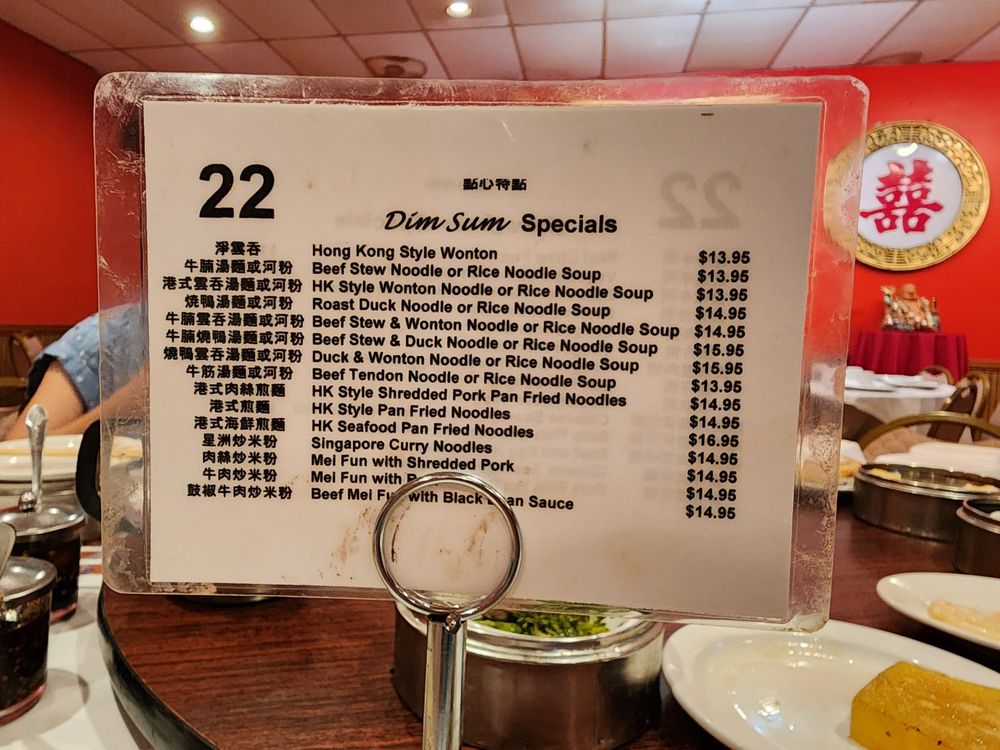 22
點心特點
Dim Sum Specials
淨雲吞 Hong Kong Style Wonton $13.95
牛腩湯麵或河粉 Beef Stew Noodle or Rice Noodle Soup $13.95
港式雲吞湯麵或河粉 HK Style Wonton Noodle or Rice Noodle Soup $13.95
燒鴨湯麵或河粉 Roast Duck Noodle or Rice Noodle Soup $14.95
牛腩雲吞湯麵或河粉 Beef Stew & Wonton Noodle or Rice Noodle Soup $14.95
牛腩燒鴨湯麵或河粉 Beef Stew & Duck Noodle or Rice Noodle Soup $15.95
燒鴨雲吞湯麵或河粉 Duck & Wonton Noodle or Rice Noodle Soup $15.95
牛筋湯麵或河粉 Beef Tendon Noodle or Rice Noodle Soup $13.95
港式肉絲煎麵 HK Style Shredded Pork Pan Fried Noodles $14.95
港式煎麵 HK Style Pan Fried Noodles $14.95
港式海鮮煎麵 HK Seafood Pan Fried Noodles $16.95
星洲炒米粉 Singapore Curry Noodles $14.95
肉絲炒米粉 Mei Fun with Shredded Pork $14.95
牛肉炒米粉 Mei Fun with $14.95
鼓椒牛肉炒米粉 Beef Mei Fun with Black Bean Sauce $14.95
囍